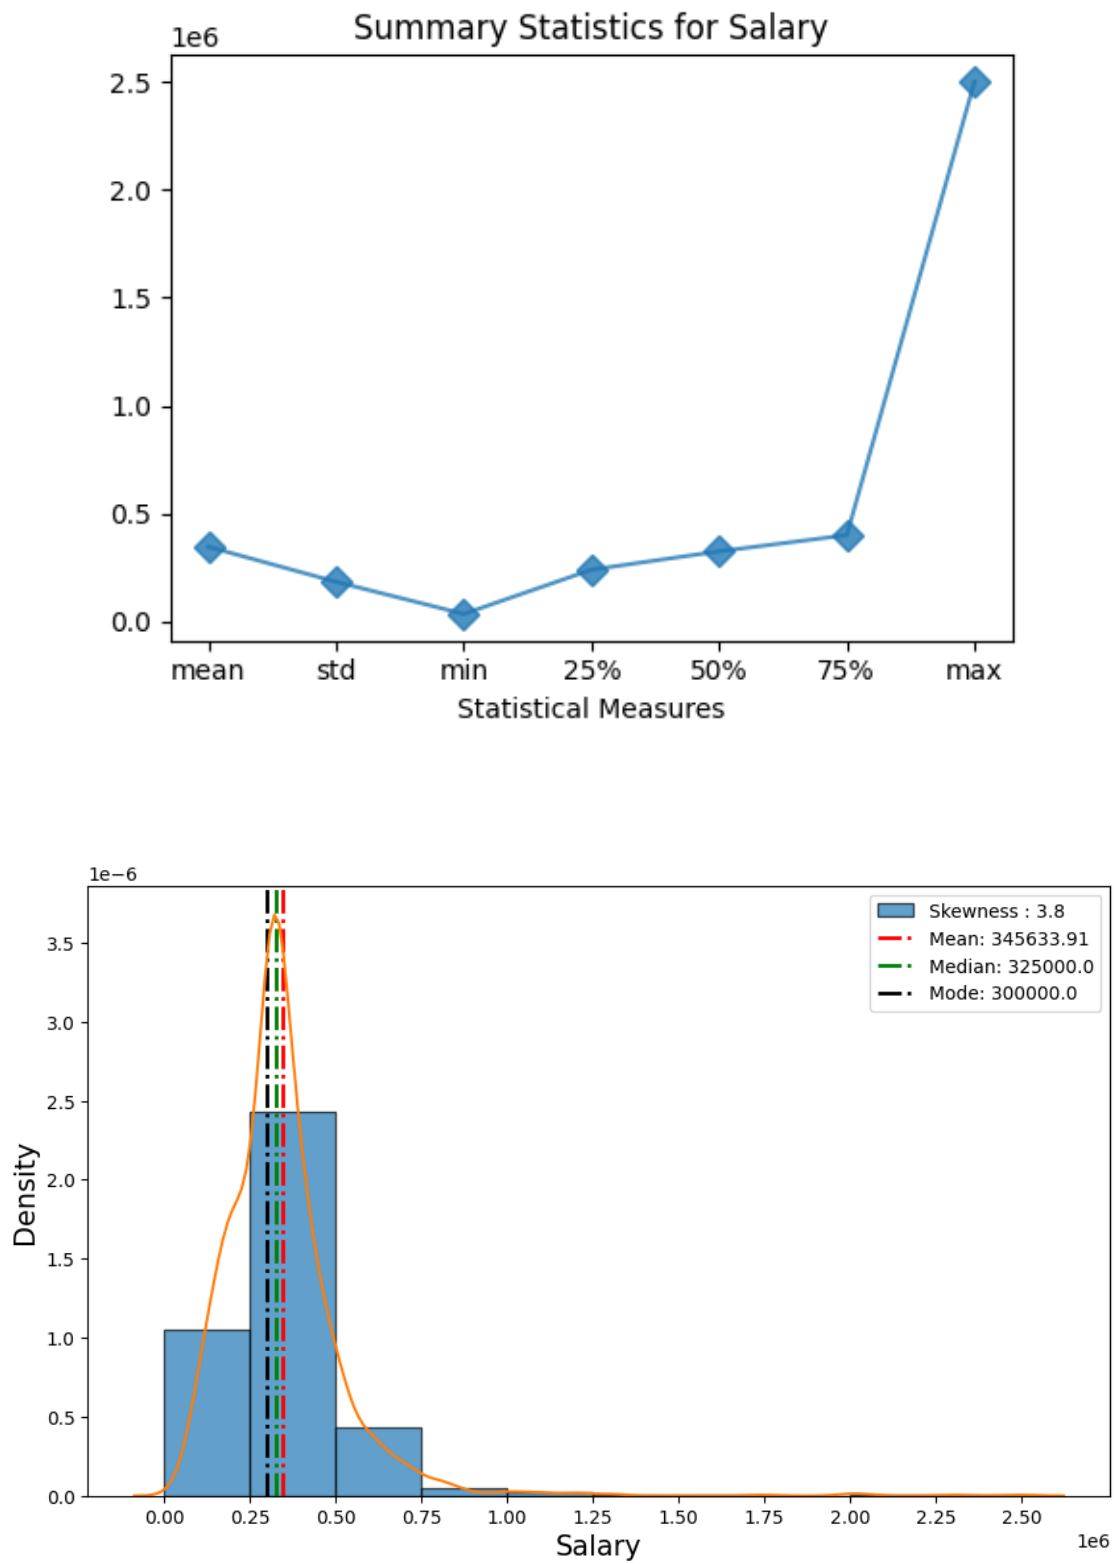 Summary Statistics for Salary
1e6
2.5
2.0
1.5
1.0
0.5
0.0
mean std min 25% 50% 75% max
Statistical Measures
1e−6
Skewness : 3.8
Mean: 345633.91
Median: 325000.0
Mode: 300000.0
3.5
3.0
2.5
2.0
1.5
1.0
0.5
0.0
Density
0.00 0.25 0.50 0.75 1.00 1.25 1.50 1.75 2.00 2.25 2.50
Salary
1e6